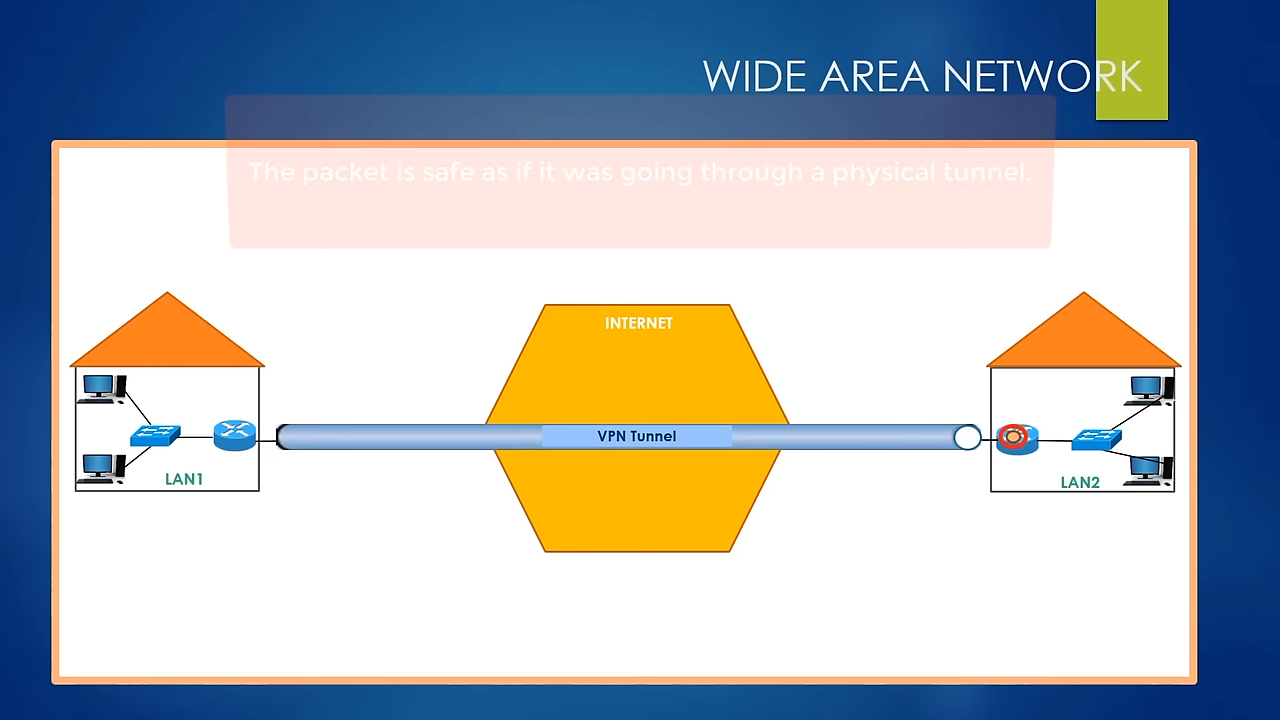 WIDE AREA NETWORK
The packet is safe as if it was going through a physical tunnel.
INTERNET
VPN Tunnel
LAN1
LAN2